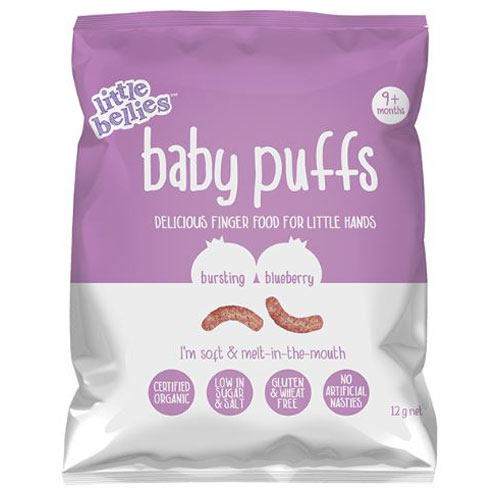 little
bellies™
9+
months
baby puffs
DELICIOUS FINGER FOOD FOR LITTLE HANDS
bursting blueberry
I'm soft & melt-in-the-mouth
CERTIFIED
ORGANIC
LOW IN
SUGAR
& SALT
GLUTEN
& WHEAT
FREE
NO
ARTIFICIAL
NASTIES
12 g net